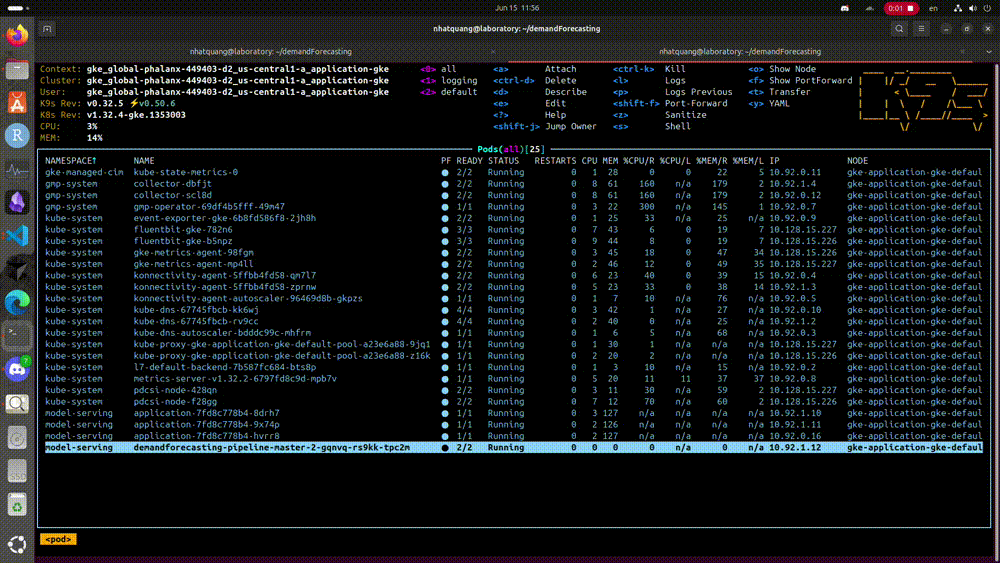 Jun 15 11:56
0:01
en
nhatquang@laboratory: ~/demandForecasting
nhatquang@laboratory: ~/demandForecasting × nhatquang@laboratory: ~/demandForecasting ×
Context: gke_global-phalanx-449403-d2_us-central1-a_application-gke <0> all <a> Attach <ctrl-k> Kill <o> Show Node
Cluster: gke_global-phalanx-449403-d2_us-central1-a_application-gke <1> logging <ctrl-d> Delete <l> Logs <f> Show PortForward
User: gke_global-phalanx-449403-d2_us-central1-a_application-gke <2> default <d> Describe <p> Logs Previous <t> Transfer
K9s Rev: v0.32.5 ⚡v0.50.6 <e> Edit <shift-f> Port-Forward <y> YAML
K8s Rev: v1.32.4-gke.1353003 <?> Help <z> Sanitize
CPU: 3% <shift-j> Jump Owner <s> Shell
MEM: 14%
Pods(all)[25]
NAMESPACE↑ NAME PF READY STATUS RESTARTS CPU MEM %CPU/R %CPU/L %MEM/R %MEM/L IP NODE
gke-managed-cim kube-state-metrics-0 ● 2/2 Running 0 1 28 0 0 22 5 10.92.0.11 gke-application-gke-defaul
gmp-system collector-dbfjt ● 2/2 Running 0 8 61 160 n/a 179 2 10.92.1.4 gke-application-gke-defaul
gmp-system collector-scl8d ● 2/2 Running 0 8 61 160 n/a 179 2 10.92.0.12 gke-application-gke-defaul
gmp-system gmp-operator-69df4b5fff-49m47 ● 1/1 Running 0 3 22 300 n/a 145 1 10.92.0.7 gke-application-gke-defaul
kube-system event-exporter-gke-6b8fd586f8-2jh8h ● 2/2 Running 0 1 25 33 n/a 25 n/a 10.92.0.9 gke-application-gke-defaul
kube-system fluentbit-gke-782n6 ● 3/3 Running 0 7 43 6 0 19 7 10.128.15.227 gke-application-gke-defaul
kube-system fluentbit-gke-b5npz ● 3/3 Running 0 9 44 8 0 19 7 10.128.15.226 gke-application-gke-defaul
kube-system gke-metrics-agent-98fgm ● 3/3 Running 0 3 45 18 0 47 34 10.128.15.226 gke-application-gke-defaul
kube-system gke-metrics-agent-mp4ll ● 3/3 Running 0 2 46 12 0 49 35 10.128.15.227 gke-application-gke-defaul
kube-system konnectivity-agent-5ffbb4fd58-qm7l7 ● 2/2 Running 0 6 23 40 0 39 15 10.92.0.4 gke-application-gke-defaul
kube-system konnectivity-agent-5ffbb4fd58-zprnw ● 2/2 Running 0 5 23 33 0 38 14 10.92.1.3 gke-application-gke-defaul
kube-system konnectivity-agent-autoscaler-96469d8b-gkpzs ● 1/1 Running 0 1 7 10 n/a 76 n/a 10.92.0.5 gke-application-gke-defaul
kube-system kube-dns-67745fbcb-kk6wj ● 4/4 Running 0 3 42 1 n/a 27 n/a 10.92.0.10 gke-application-gke-defaul
kube-system kube-dns-67745fbcb-rv9cc ● 4/4 Running 0 2 40 0 n/a 25 n/a 10.92.1.2 gke-application-gke-defaul
kube-system kube-dns-autoscaler-bdddc99c-mhfrm ● 1/1 Running 0 1 6 5 n/a 68 n/a 10.92.0.3 gke-application-gke-defaul
kube-system kube-proxy-gke-application-gke-default-pool-a23e6a88-9jq1 ● 1/1 Running 0 1 30 1 n/a n/a n/a 10.128.15.227 gke-application-gke-defaul
kube-system kube-proxy-gke-application-gke-default-pool-a23e6a88-z16k ● 1/1 Running 0 2 20 2 n/a n/a n/a 10.128.15.226 gke-application-gke-defaul
kube-system l7-default-backend-7b587fc684-bts8p ● 1/1 Running 0 1 3 10 n/a 15 n/a 10.92.0.2 gke-application-gke-defaul
kube-system metrics-server-v1.32.2-6797fd8c9d-mpb7v ● 1/1 Running 0 5 20 11 11 37 37 10.92.0.8 gke-application-gke-defaul
kube-system pdcsi-node-428qn ● 2/2 Running 0 3 11 30 n/a 59 2 10.128.15.227 gke-application-gke-defaul
kube-system pdcsi-node-f28gg ● 2/2 Running 0 7 12 70 n/a 60 2 10.128.15.226 gke-application-gke-defaul
model-serving application-7fd8c778b4-8drh7 ● 1/1 Running 0 3 127 n/a n/a n/a n/a 10.92.1.10 gke-application-gke-defaul
model-serving application-7fd8c778b4-9x74p ● 1/1 Running 0 2 126 n/a n/a n/a n/a 10.92.1.11 gke-application-gke-defaul
model-serving application-7fd8c778b4-hvrr8 ● 1/1 Running 0 2 127 n/a n/a n/a n/a 10.92.0.16 gke-application-gke-defaul
model-serving demandforecasting-pipeline-master-2-gqnvq-rs9kk-tpc2m ● 2/2 Running 0 0 0 0 n/a 0 n/a 10.92.1.12 gke-application-gke-defaul
<pod>